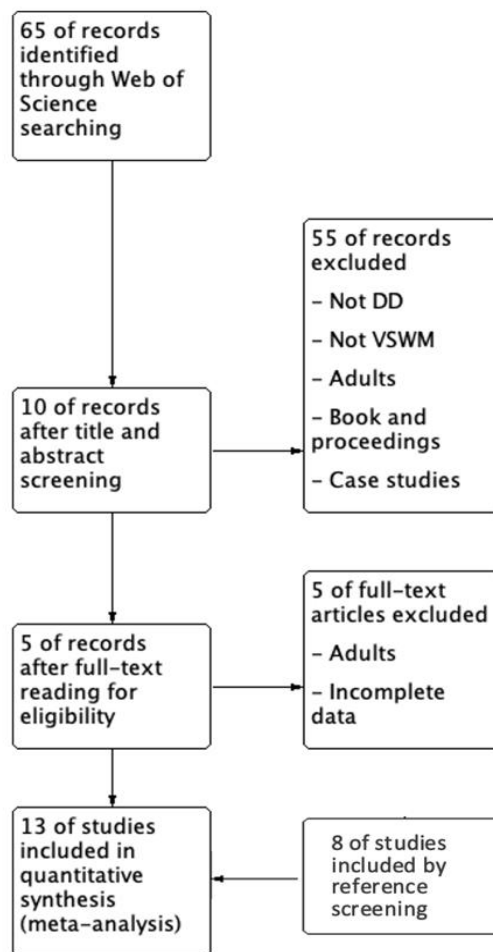 65 of records
identified
through Web of
Science
searching
55 of records
excluded
– Not DD
– Not VSWM
– Adults
– Book and
proceedings
– Case studies
10 of records
after title and
abstract
screening
5 of full-text
articles excluded
– Adults
– Incomplete
data
5 of records
after full-text
reading for
eligibility
13 of studies
included in
quantitative
synthesis
(meta-analysis)
8 of studies
included by
reference
screening